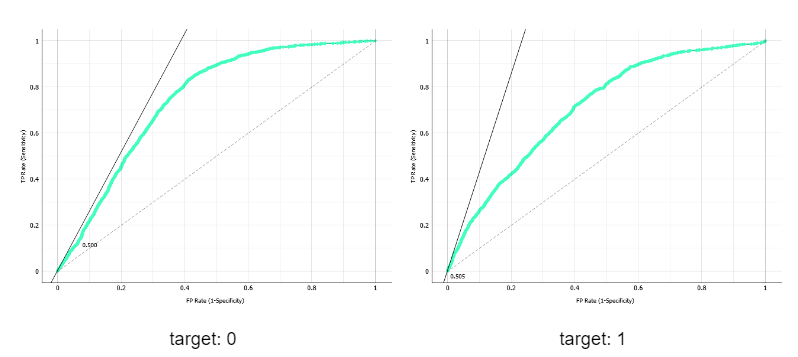 1
0.8
0.6
0.4
0.2
0
TP Rate (Sensitivity)
0.500
0 0.2 0.4 0.6 0.8 1
FP Rate (1-Specificity)
target: 0
1
0.8
0.6
0.4
0.2
0
TP Rate (Sensitivity)
0.505
0 0.2 0.4 0.6 0.8 1
FP Rate (1-Specificity)
target: 1